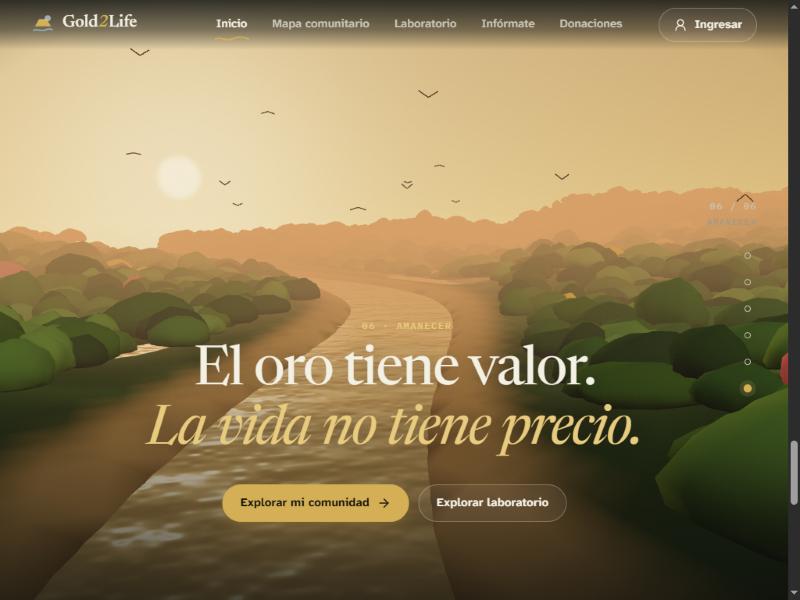 Gold2Life
Inicio
Mapa comunitario
Laboratorio
Infórmate
Donaciones
Ingresar
06 / 06
AMANECER
06 · AMANECER
El oro tiene valor.
La vida no tiene precio.
Explorar mi comunidad →
Explorar laboratorio